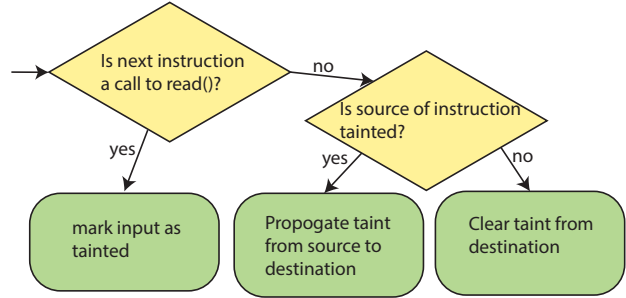 Is next instruction
a call to read()?
no
Is source of instruction
tainted?
yes
yes
no
mark input as
tainted
Propogate taint
from source to
destination
Clear taint from
destination